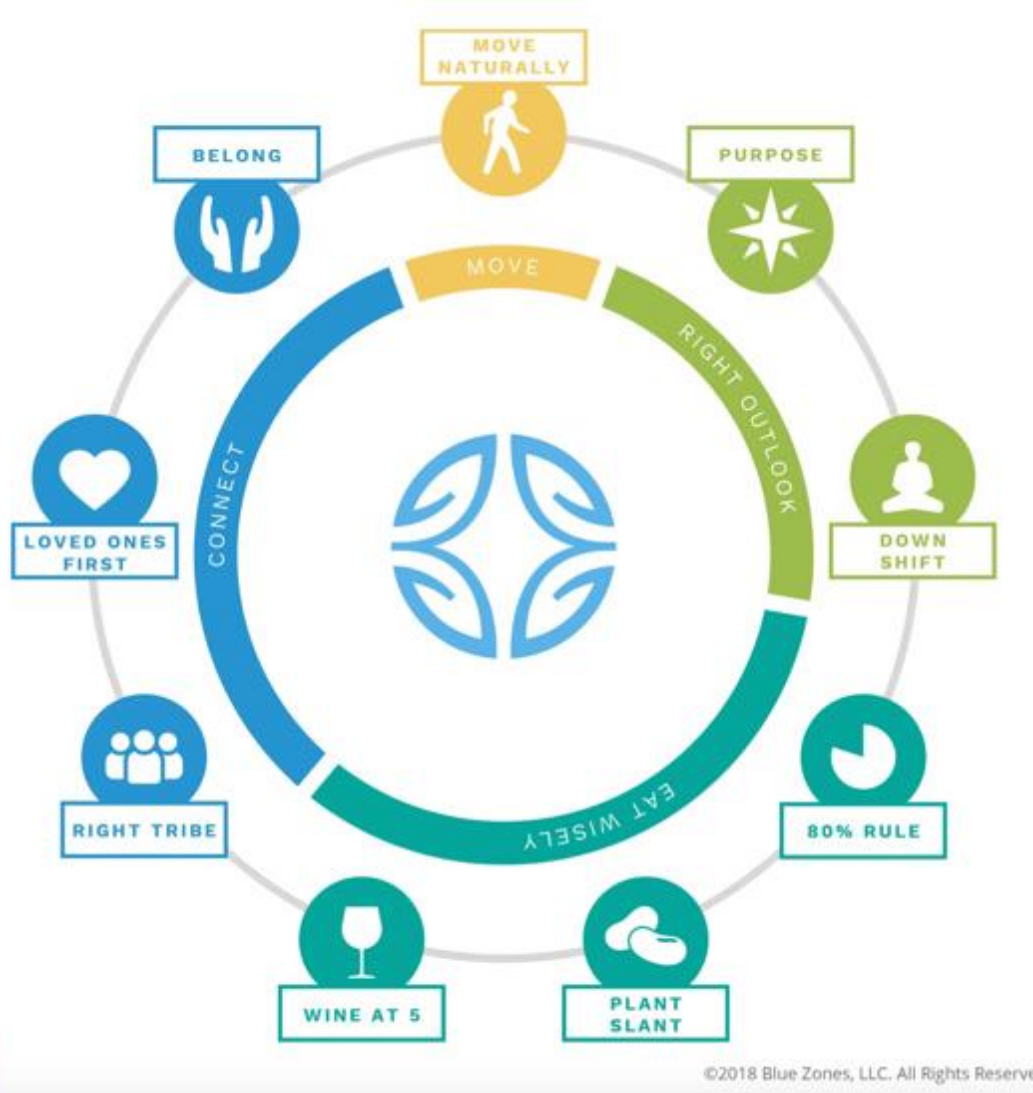 MOVE
NATURALLY
BELONG
PURPOSE
MOVE
RIGHT OUTLOOK
CONNECT
LOVED ONES
FIRST
DOWN
SHIFT
RIGHT TRIBE
80% RULE
EAT WISELY
WINE AT 5
PLANT
SLANT
©2018 Blue Zones, LLC. All Rights Reserve